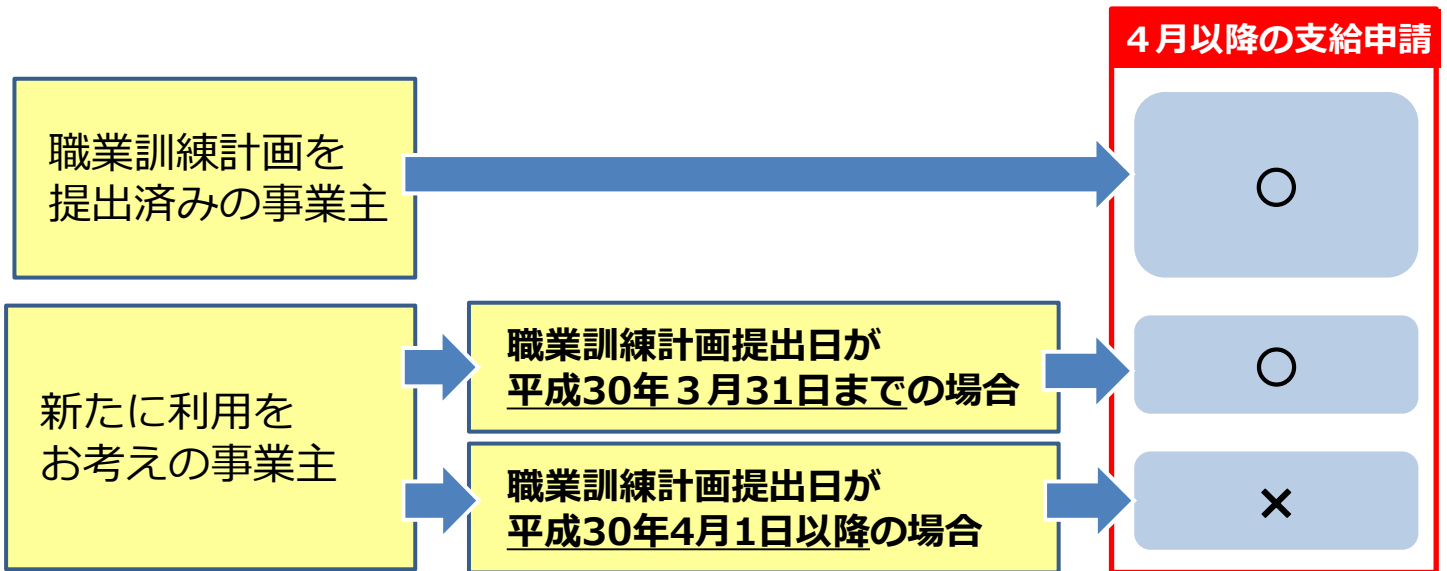 ４月以降の支給申請
職業訓練計画を
提出済みの事業主
○
新たに利用を
お考えの事業主
職業訓練計画提出日が
平成30年３月31日までの場合
○
職業訓練計画提出日が
平成30年4月1日以降の場合
×